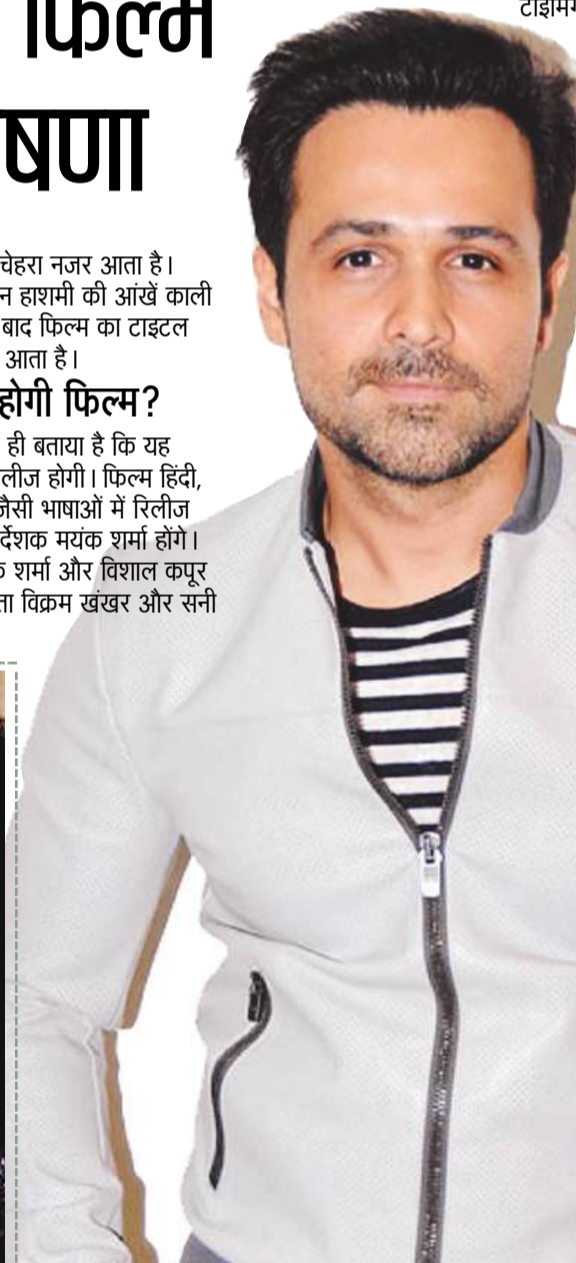 फिल्म
षणा
चेहरा नजर आता है।
न हाशमी की आंखें काली
बाद फिल्म का टाइटल
आता है।
होगी फिल्म?
ही बताया है कि यह
लीज होगी। फिल्म हिंदी,
जैसी भाषाओं में रिलीज
र्देशक मयंक शर्मा होंगे।
क शर्मा और विशाल कपूर
ता विक्रम खंखर और सनी